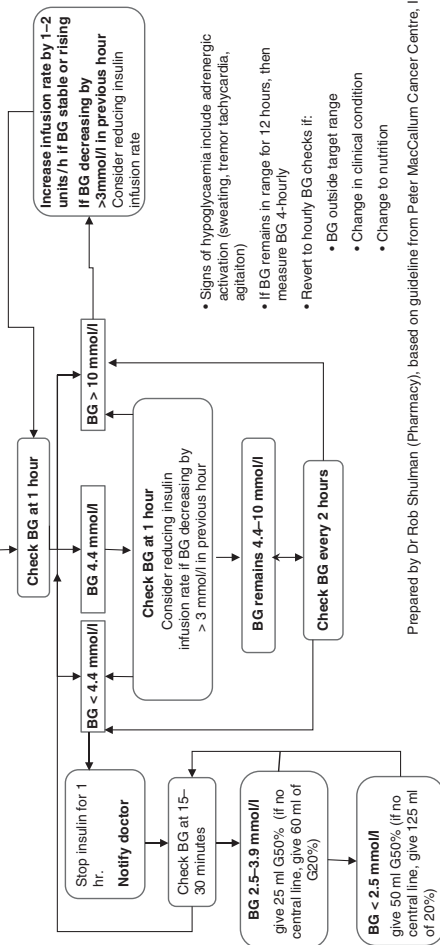 Check BG at 1 hour
BG < 4.4 mmol/l
BG 4.4 mmol/l
BG > 10 mmol/l
Increase infusion rate by 1–2
units/h if BG stable or rising
If BG decreasing by
>3mmol/l in previous hour
Consider reducing insulin
infusion rate
Stop insulin for 1
hr.
Notify doctor
Check BG at 1 hour
Consider reducing insulin
infusion rate if BG decreasing by
> 3 mmol/l in previous hour
Check BG at 15–
30 minutes
BG remains 4.4–10 mmol/l
BG 2.5–3.9 mmol/l
give 25 ml G50% (if no
central line, give 60 ml of
G20%)
Check BG every 2 hours
BG < 2.5 mmol/l
give 50 ml G50% (if no
central line, give 125 ml
of 20%)
• Signs of hypoglycaemia include adrenergic
activation (sweating, tremor tachycardia,
agitaiton)
• If BG remains in range for 12 hours, then
measure BG 4-hourly
• Revert to hourly BG checks if:
• BG outside target range
• Change in clinical condition
• Change to nutrition
Prepared by Dr Rob Shulman (Pharmacy), based on guideline from Peter MacCallum Cancer Centre,